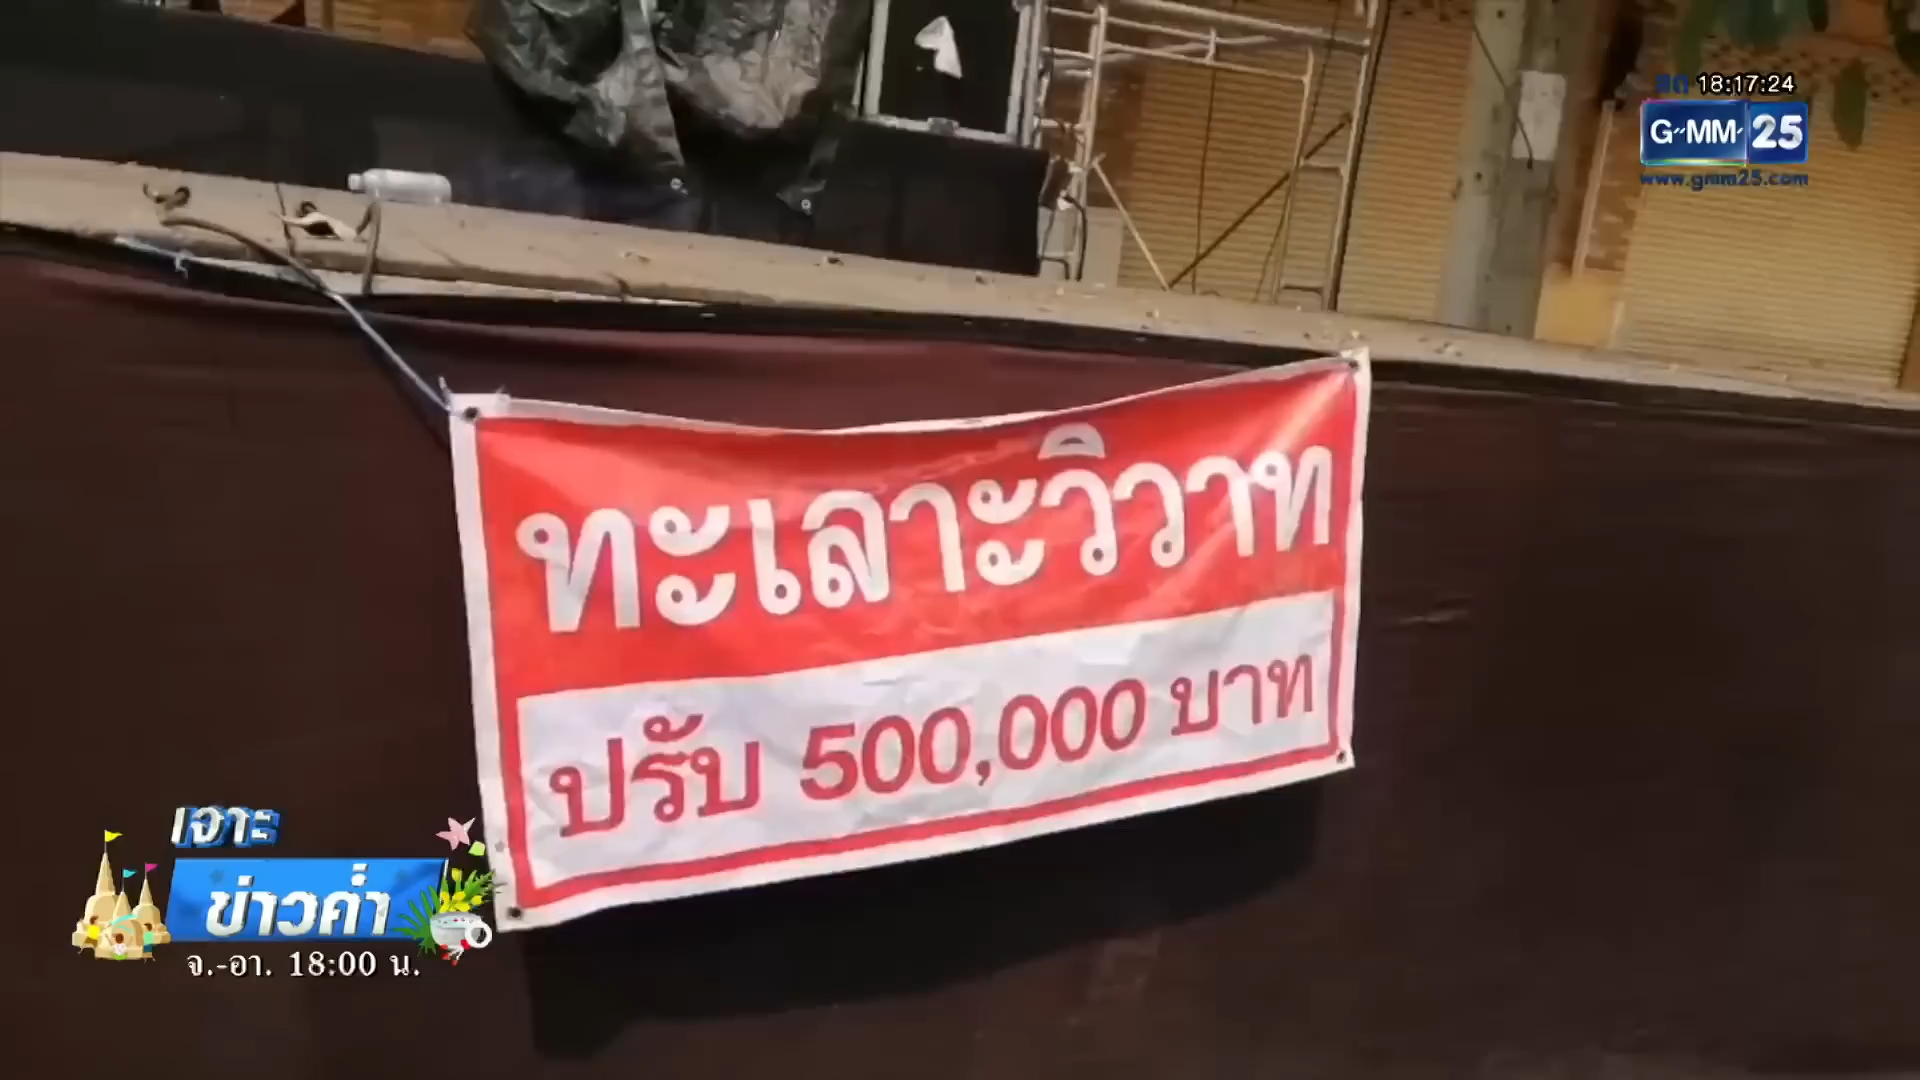 สด 18:17:24
GMM 25
www.gmm25.com
ทะเลาะวิวาท
ปรับ 500,000 บาท
เจาะ
ข่าวค่ำ
จ.-อา. 18:00 น.